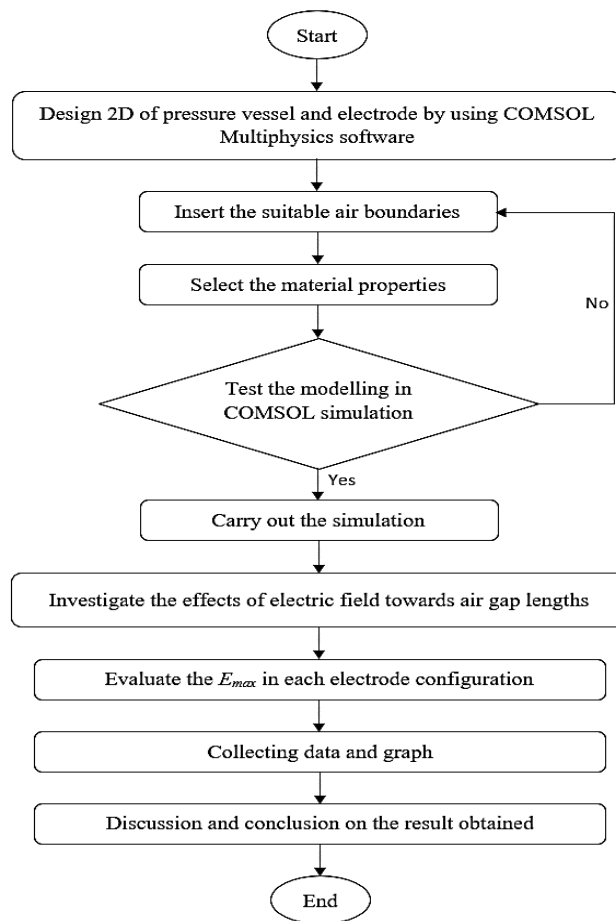 Start
Design 2D of pressure vessel and electrode by using COMSOL
Multiphysics software
Insert the suitable air boundaries
Select the material properties
No
Test the modelling in
COMSOL simulation
Yes
Carry out the simulation
Investigate the effects of electric field towards air gap lengths
Evaluate the Emax in each electrode configuration
Collecting data and graph
Discussion and conclusion on the result obtained
End